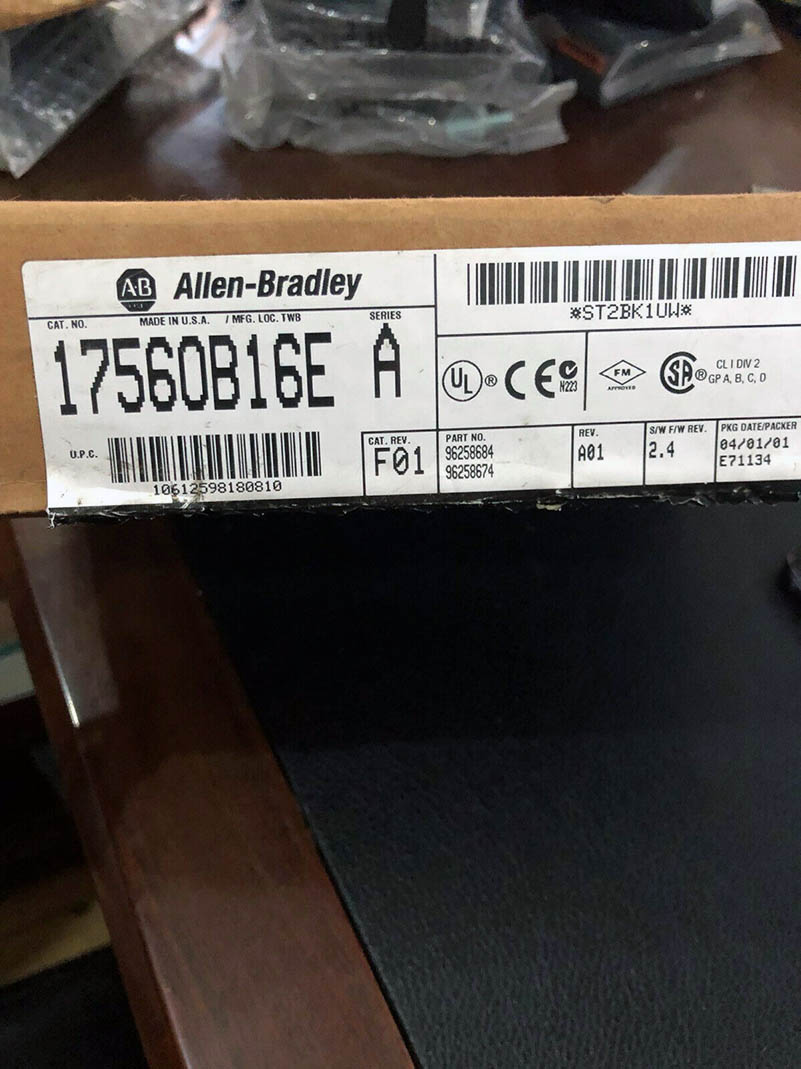 A·B Allen-Bradley
CAT. NO. MADE IN U.S.A. / MFG. LOC. TWB SERIES
1756OB16E A
U.P.C.
10612598180810
CAT. REV.
F01
*ST2BK1UW*
UL ® CE N223 FM APPROVED SA ® CL I DIV 2
GP A, B, C, D
PART NO.
96258684
96258674
REV.
A01
S/W F/W REV.
2.4
PKG DATE/PACKER
04/01/01
E71134